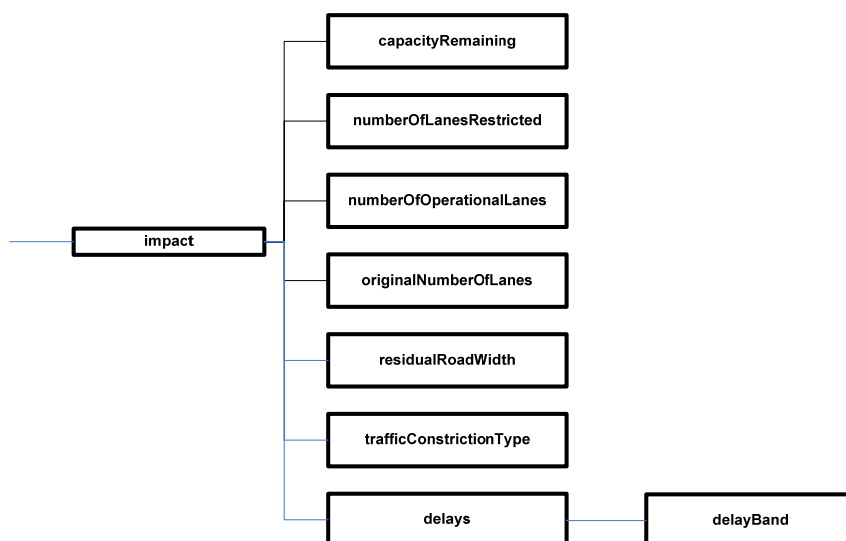 capacityRemaining
numberOfLanesRestricted
numberOfOperationalLanes
impact
originalNumberOfLanes
residualRoadWidth
trafficConstrictionType
delays
delayBand